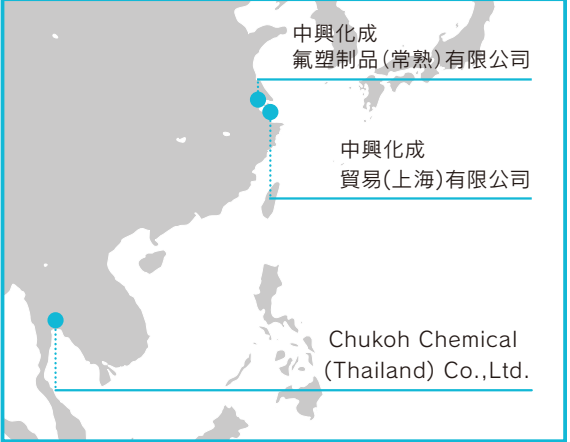 中興化成
氟塑制品(常熟)有限公司
中興化成
貿易(上海)有限公司
Chukoh Chemical
(Thailand) Co.,Ltd.